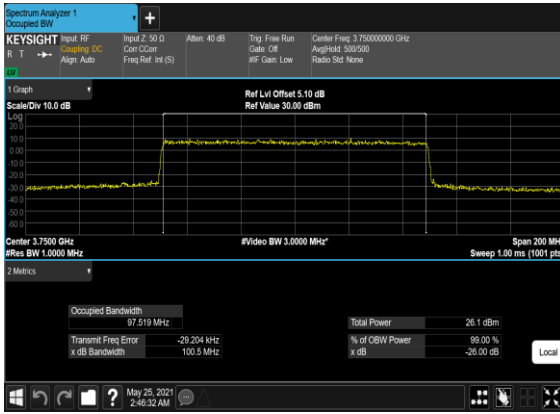 Spectrum Analyzer 1
Occupied BW
KEYSIGHT
R T
LXI
Input: RF
Coupling: DC
Align: Auto
Input Z: 50 Ω
Corr CCorr
Freq Ref: Int (S)
Atten: 40 dB
Trig: Free Run
Gate: Off
#IF Gain: Low
Center Freq: 3.750000000 GHz
Avg|Hold: 500/500
Radio Std: None
1 Graph
Scale/Div 10.0 dB
Ref Lvl Offset 5.10 dB
Ref Value 30.00 dBm
Log
20.0
10.0
0.00
-10.0
-20.0
-30.0
-40.0
-50.0
-60.0
Center 3.7500 GHz
#Res BW 1.0000 MHz
#Video BW 3.0000 MHz*
Span 200 MH
Sweep 1.00 ms (1001 pts
2 Metrics
Occupied Bandwidth
97.519 MHz
Transmit Freq Error -29.204 kHz
x dB Bandwidth 100.5 MHz
Total Power 26.1 dBm
% of OBW Power 99.00 %
x dB -26.00 dB
Local
?
May 25, 2021
2:46:32 AM